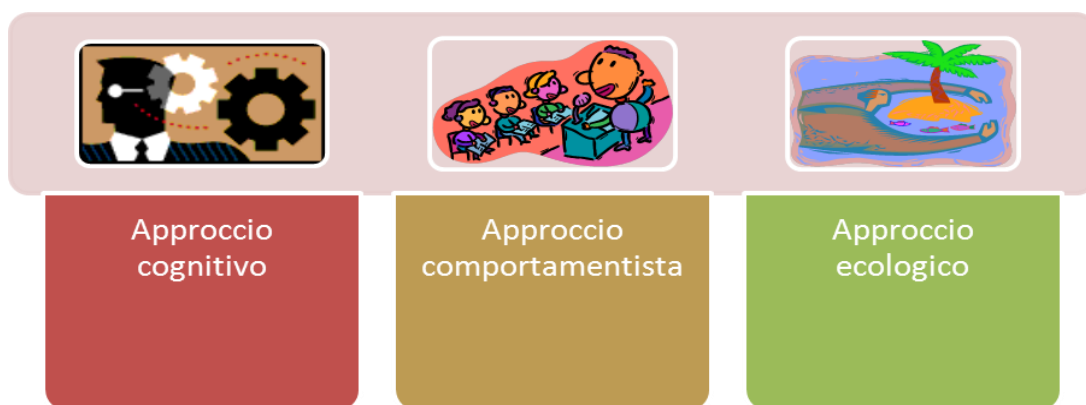 Approccio
cognitivo
Approccio
comportamentista
Approccio
ecologico